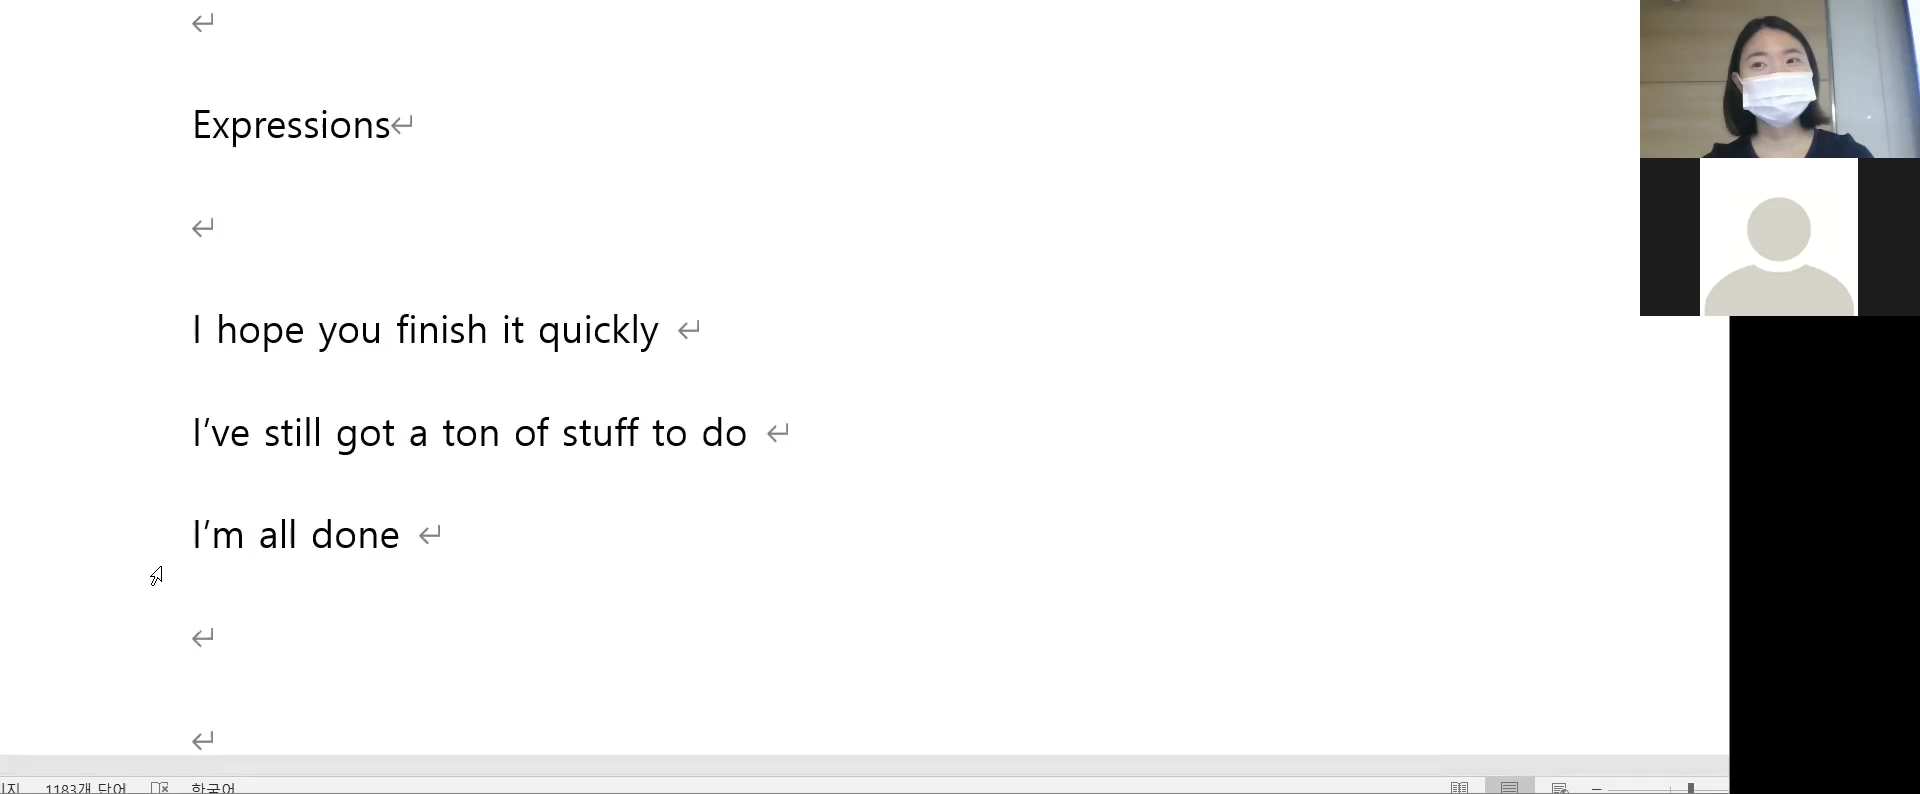 Expressions
I hope you finish it quickly
I've still got a ton of stuff to do
I'm all done
1183개 단어
한국어